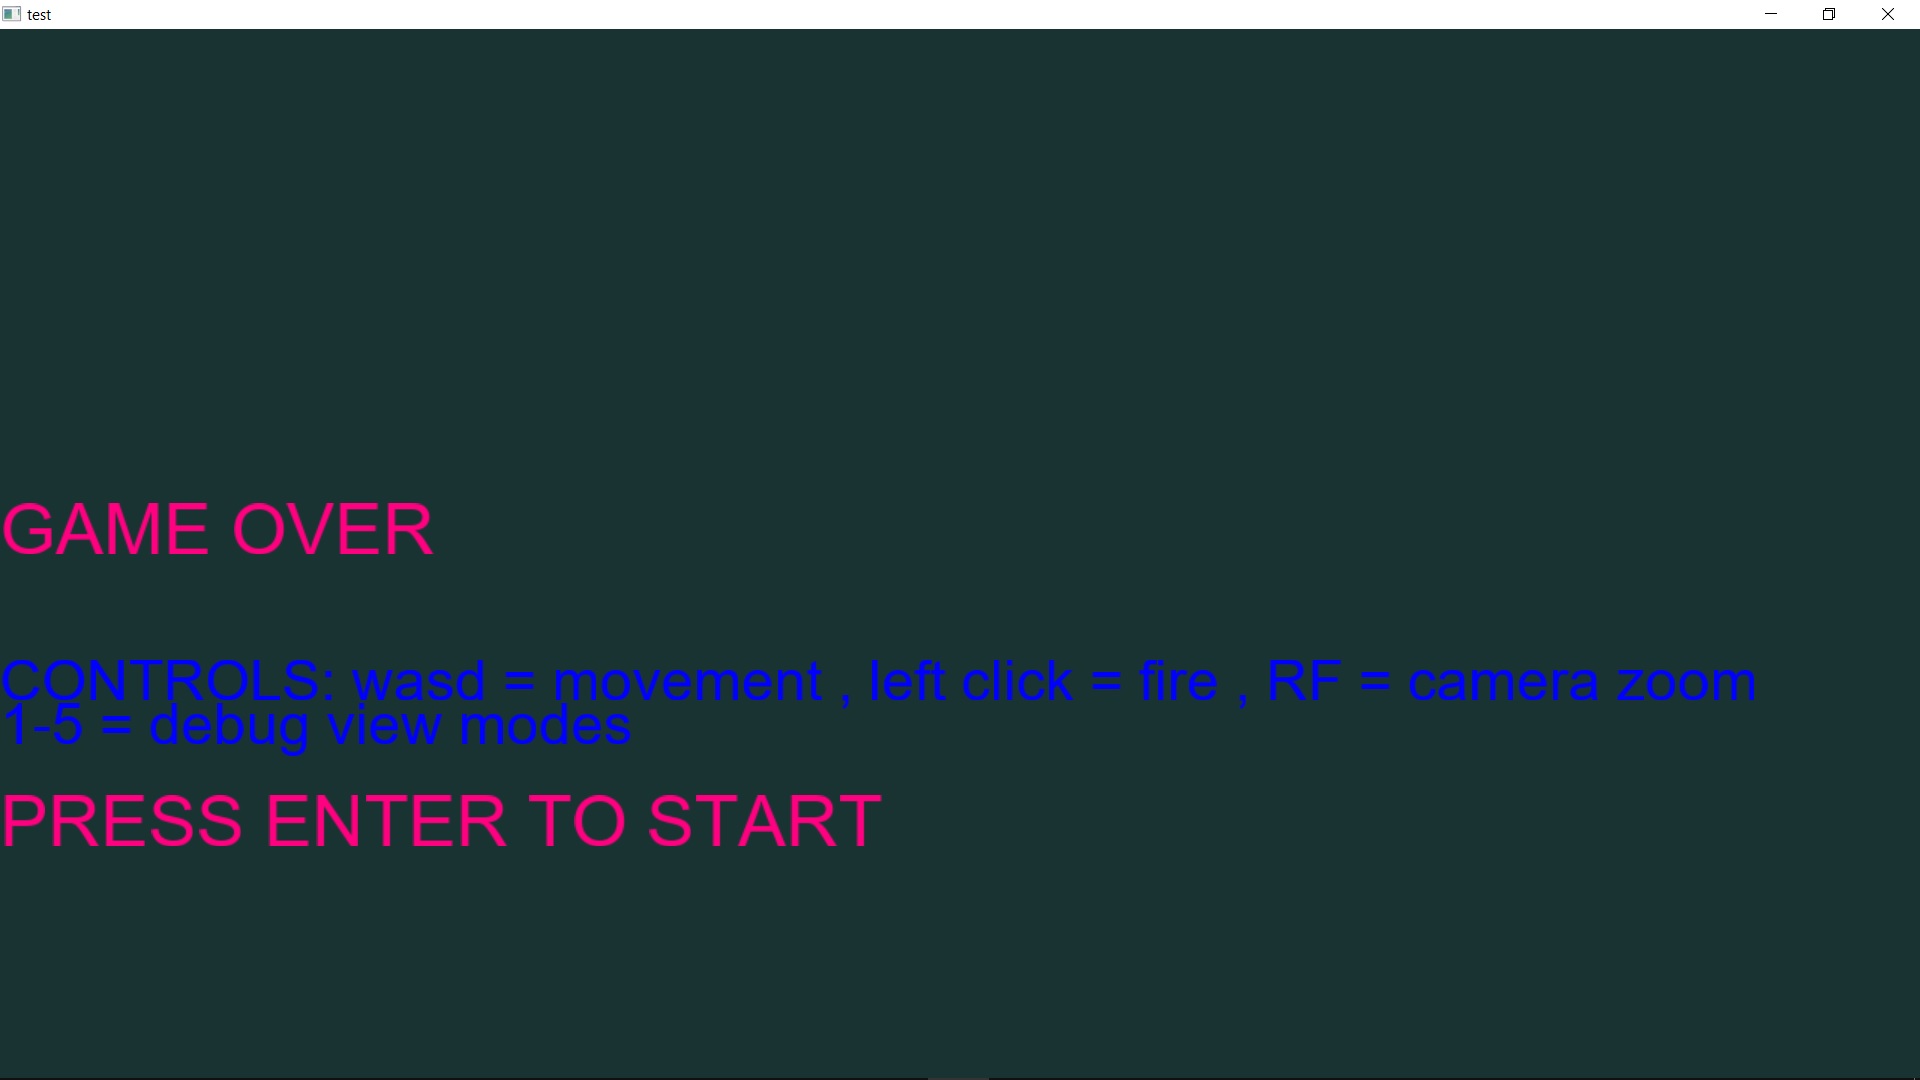 test
GAME OVER
CONTROLS: wasd = movement , left click = fire , RF = camera zoom
1-5 = debug view modes
PRESS ENTER TO START